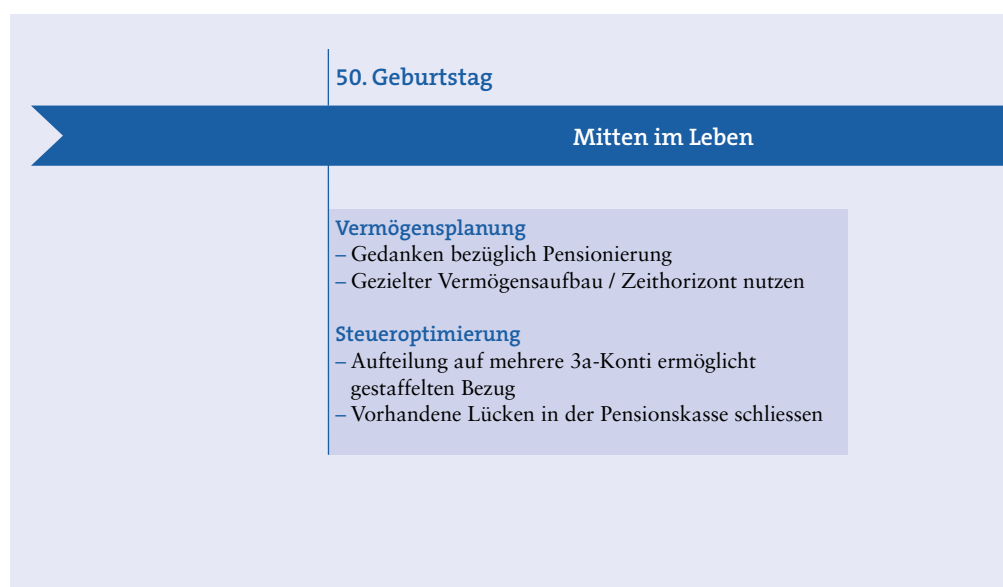 50. Geburtstag
Mitten im Leben
Vermögensplanung
– Gedanken bezüglich Pensionierung
– Gezielter Vermögensaufbau / Zeithorizont nutzen
Steueroptimierung
– Aufteilung auf mehrere 3a-Konti ermöglicht
gestaffelten Bezug
– Vorhandene Lücken in der Pensionskasse schliessen